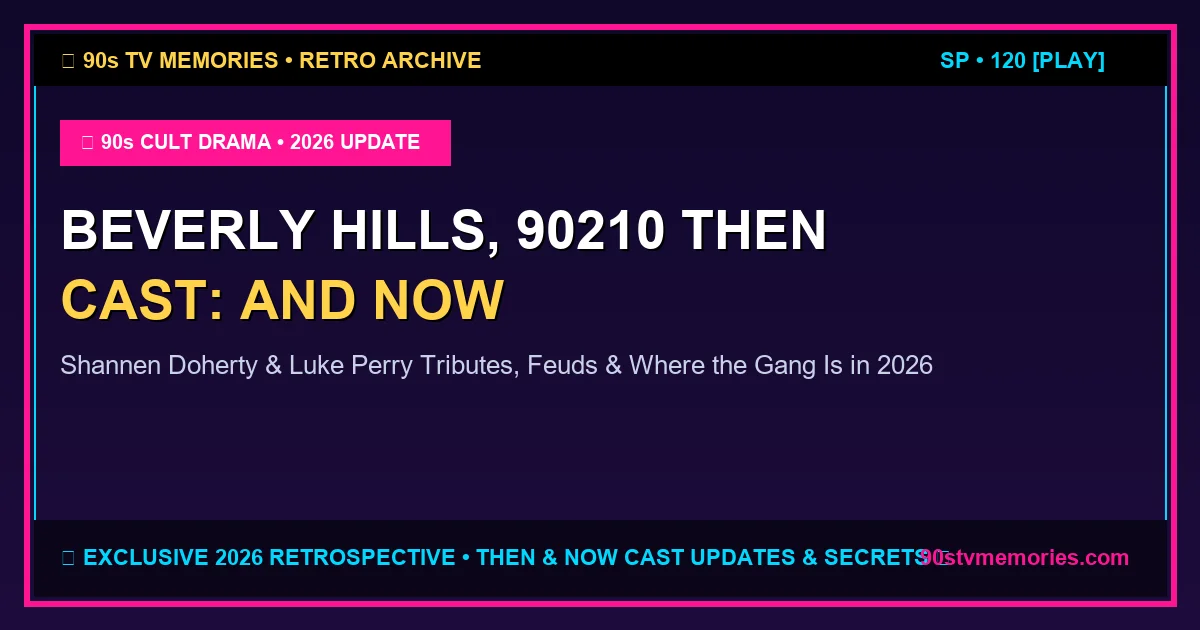 90s TV MEMORIES • RETRO ARCHIVE
SP • 120 [PLAY]
90s CULT DRAMA • 2026 UPDATE
BEVERLY HILLS, 90210 THEN
CAST: AND NOW
Shannen Doherty & Luke Perry Tributes, Feuds & Where the Gang Is in 2026
EXCLUSIVE 2026 RETROSPECTIVE • THEN & NOW CAST UPDATES & SECRETS
90stvmemories.com